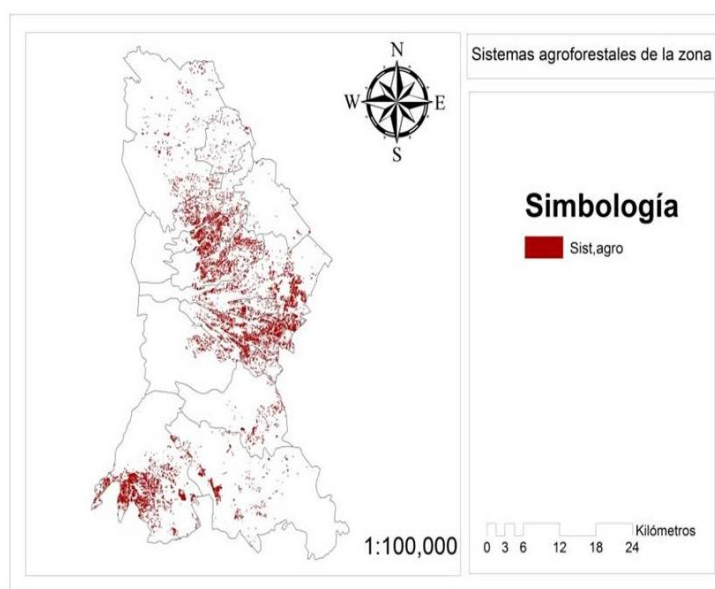 Sistemas agroforestales de la zona
N
W E
S
Simbología
Sist,agro
1:100,000
Kilómetros
0 3 6 12 18 24